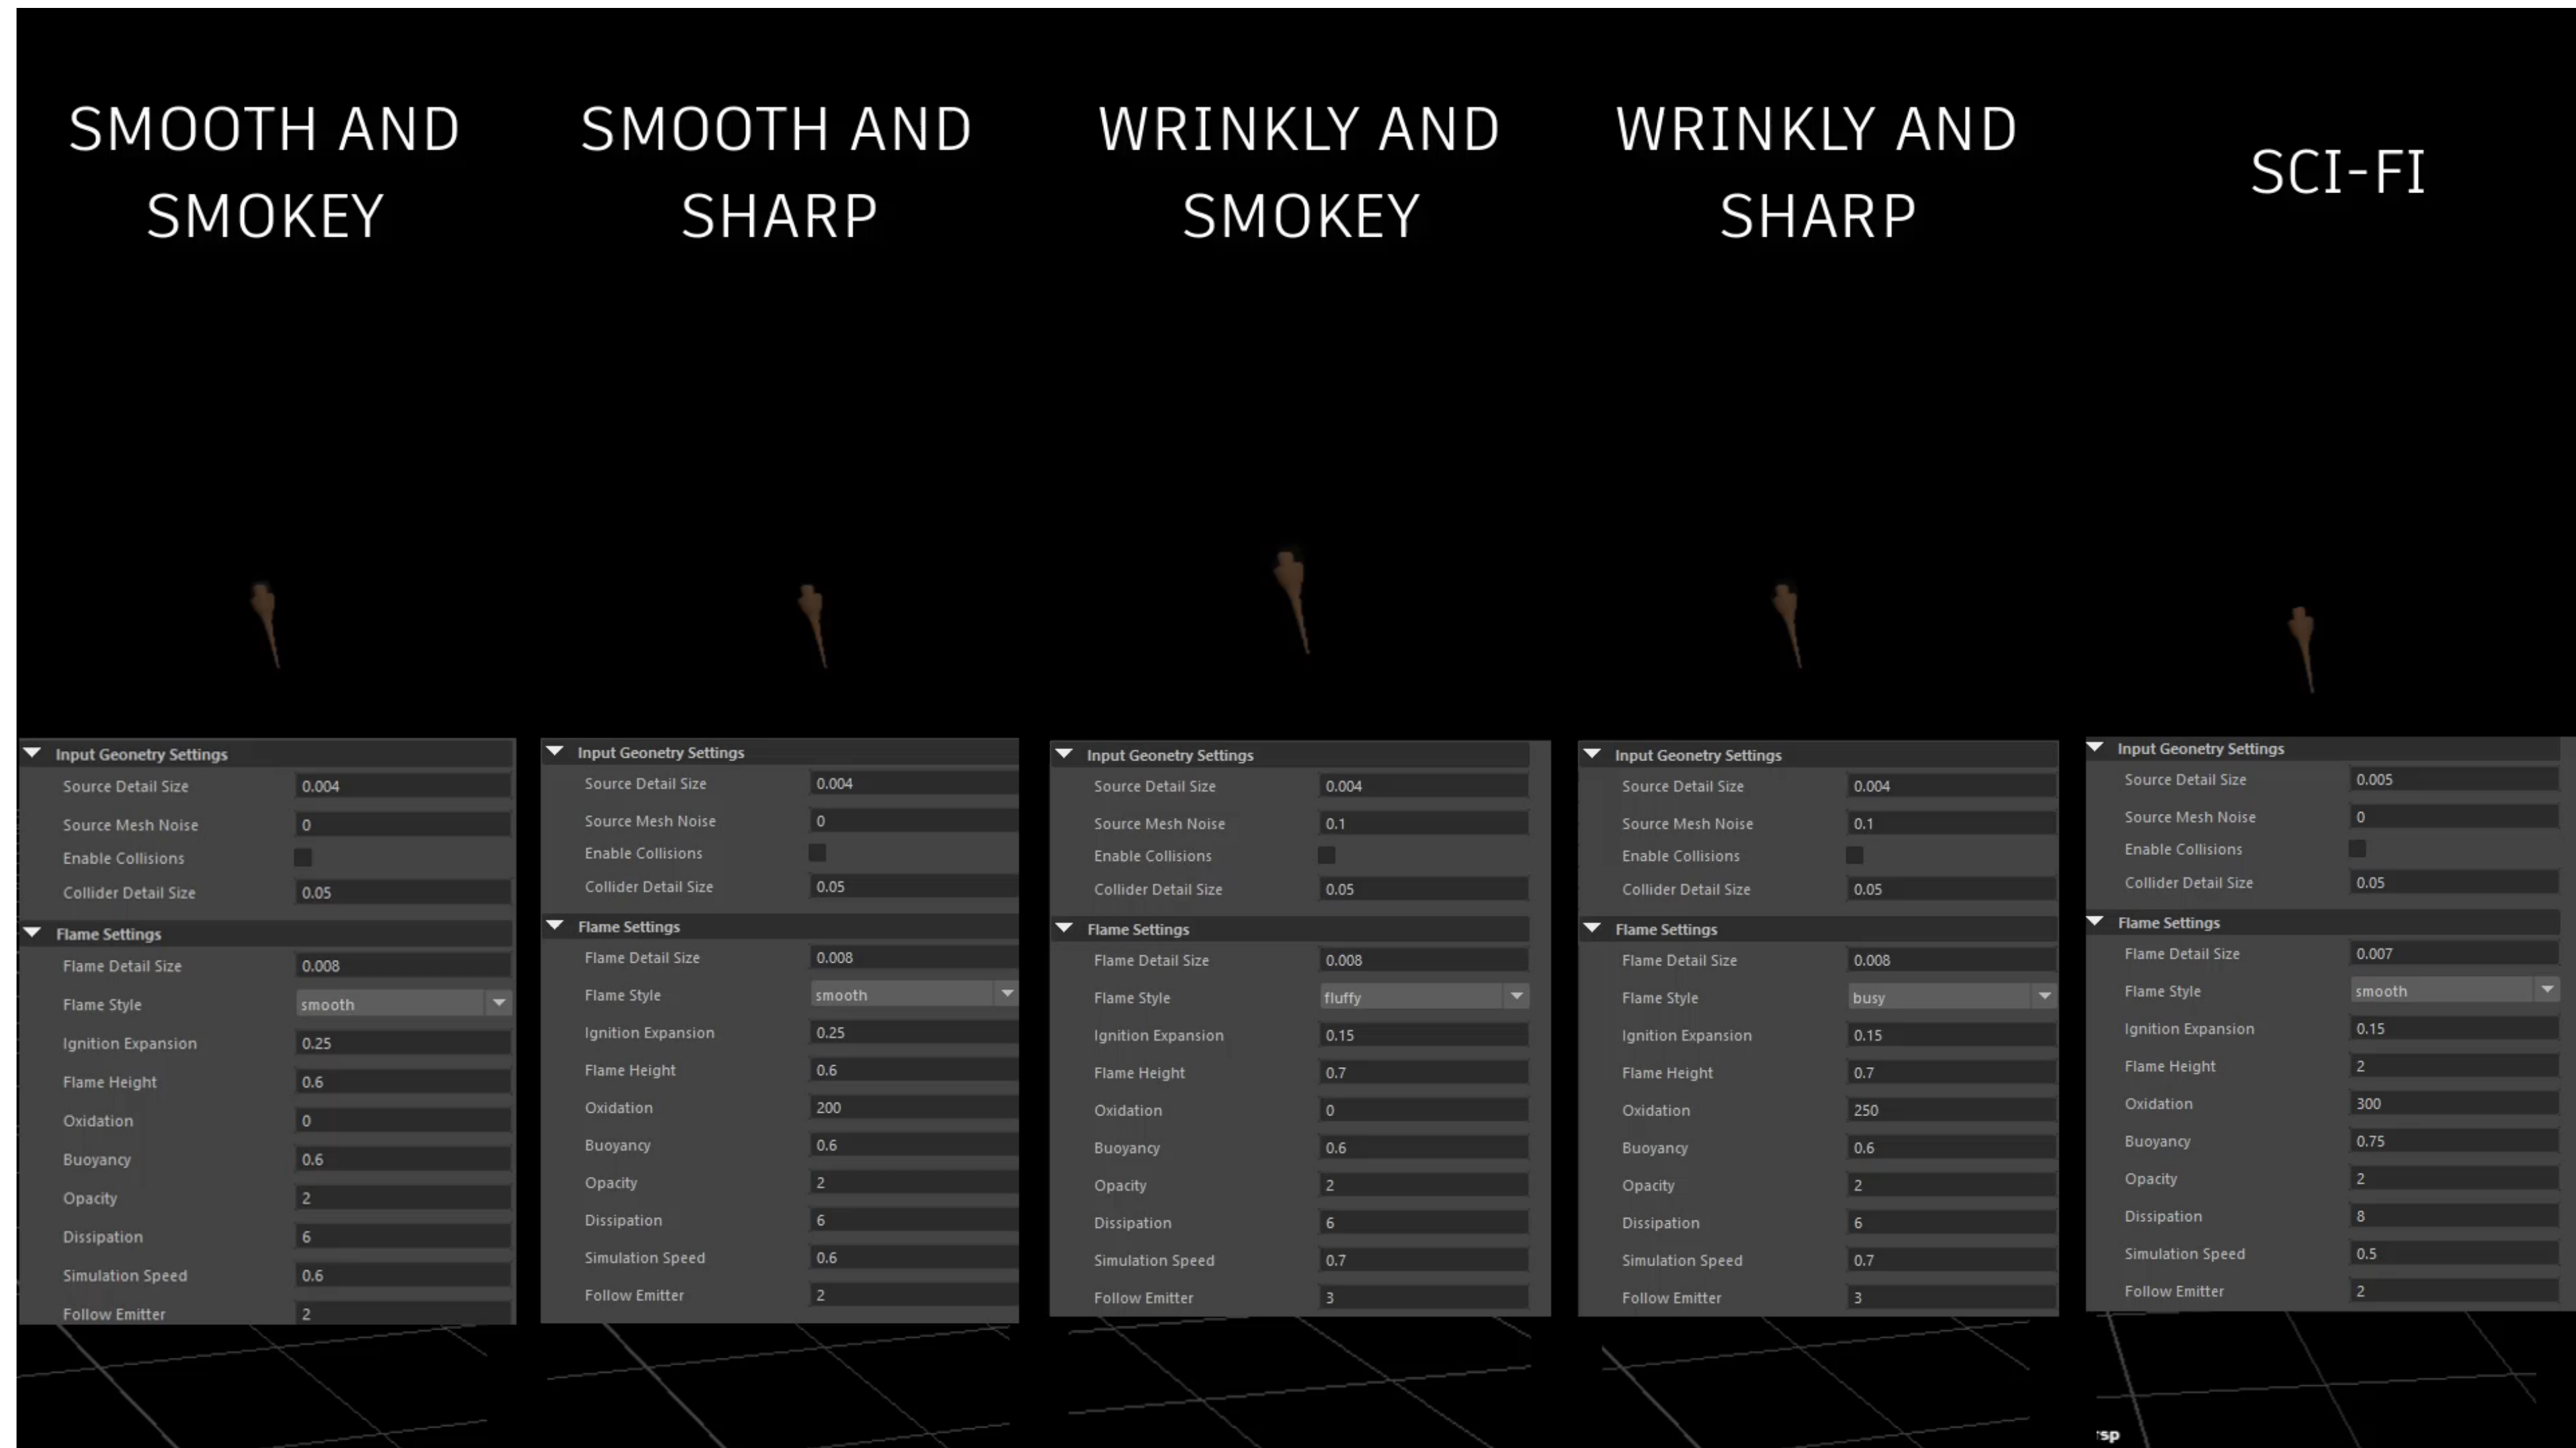 SMOOTH AND
SMOKEY
SMOOTH AND
SHARP
WRINKLY AND
SMOKEY
WRINKLY AND
SHARP
SCI-FI
Input Geometry Settings
Source Detail Size 0.004
Source Mesh Noise 0
Enable Collisions
Collider Detail Size 0.05
Flame Settings
Flame Detail Size 0.008
Flame Style smooth
Ignition Expansion 0.25
Flame Height 0.6
Oxidation 0
Buoyancy 0.6
Opacity 2
Dissipation 6
Simulation Speed 0.6
Follow Emitter 2
Input Geometry Settings
Source Detail Size 0.004
Source Mesh Noise 0
Enable Collisions
Collider Detail Size 0.05
Flame Settings
Flame Detail Size 0.008
Flame Style smooth
Ignition Expansion 0.25
Flame Height 0.6
Oxidation 200
Buoyancy 0.6
Opacity 2
Dissipation 6
Simulation Speed 0.6
Follow Emitter 2
Input Geometry Settings
Source Detail Size 0.004
Source Mesh Noise 0.1
Enable Collisions
Collider Detail Size 0.05
Flame Settings
Flame Detail Size 0.008
Flame Style fluffy
Ignition Expansion 0.15
Flame Height 0.7
Oxidation 0
Buoyancy 0.6
Opacity 2
Dissipation 6
Simulation Speed 0.7
Follow Emitter 3
Input Geometry Settings
Source Detail Size 0.004
Source Mesh Noise 0.1
Enable Collisions
Collider Detail Size 0.05
Flame Settings
Flame Detail Size 0.008
Flame Style busy
Ignition Expansion 0.15
Flame Height 0.7
Oxidation 250
Buoyancy 0.6
Opacity 2
Dissipation 6
Simulation Speed 0.7
Follow Emitter 3
Input Geometry Settings
Source Detail Size 0.005
Source Mesh Noise 0
Enable Collisions
Collider Detail Size 0.05
Flame Settings
Flame Detail Size 0.007
Flame Style smooth
Ignition Expansion 0.15
Flame Height 2
Oxidation 300
Buoyancy 0.75
Opacity 2
Dissipation 8
Simulation Speed 0.5
Follow Emitter 2
rsp